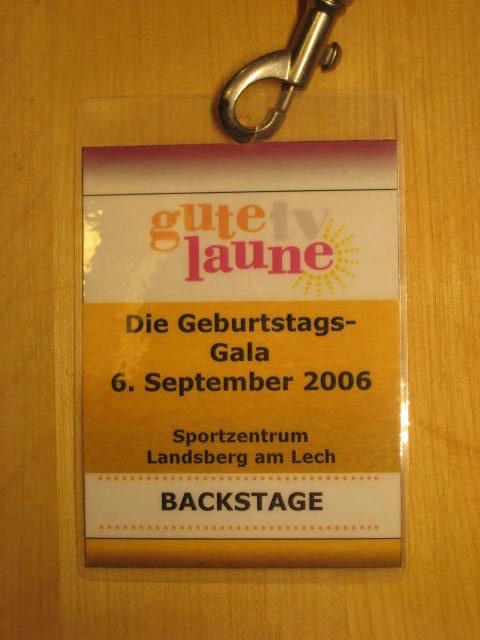 gute tv
laune
Die Geburtstags-
Gala
6. September 2006
Sportzentrum
Landsberg am Lech
BACKSTAGE